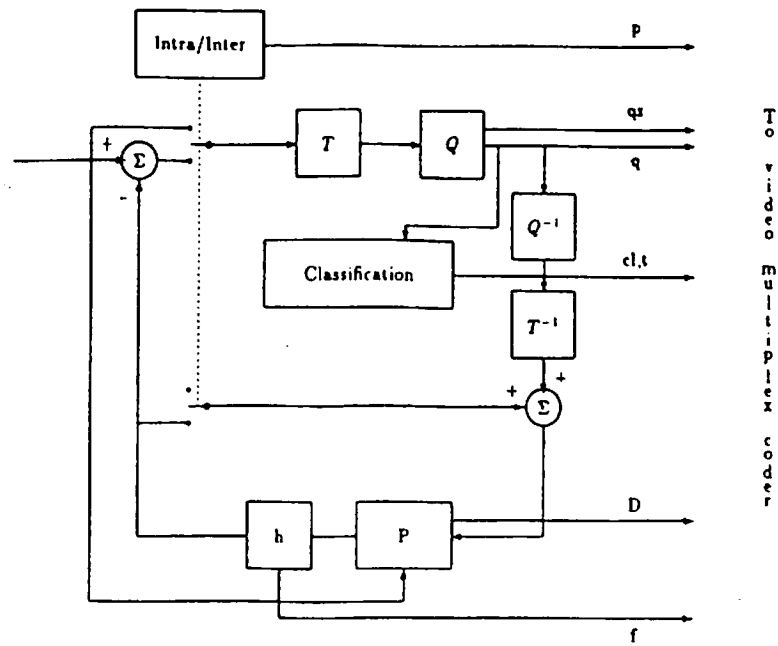 Intra/Inter
p
qz
+
Σ
T
Q
q
-
Q⁻¹
Classification
cl,t
T⁻¹
+
+
Σ
D
h
P
f
To video multiplex coder